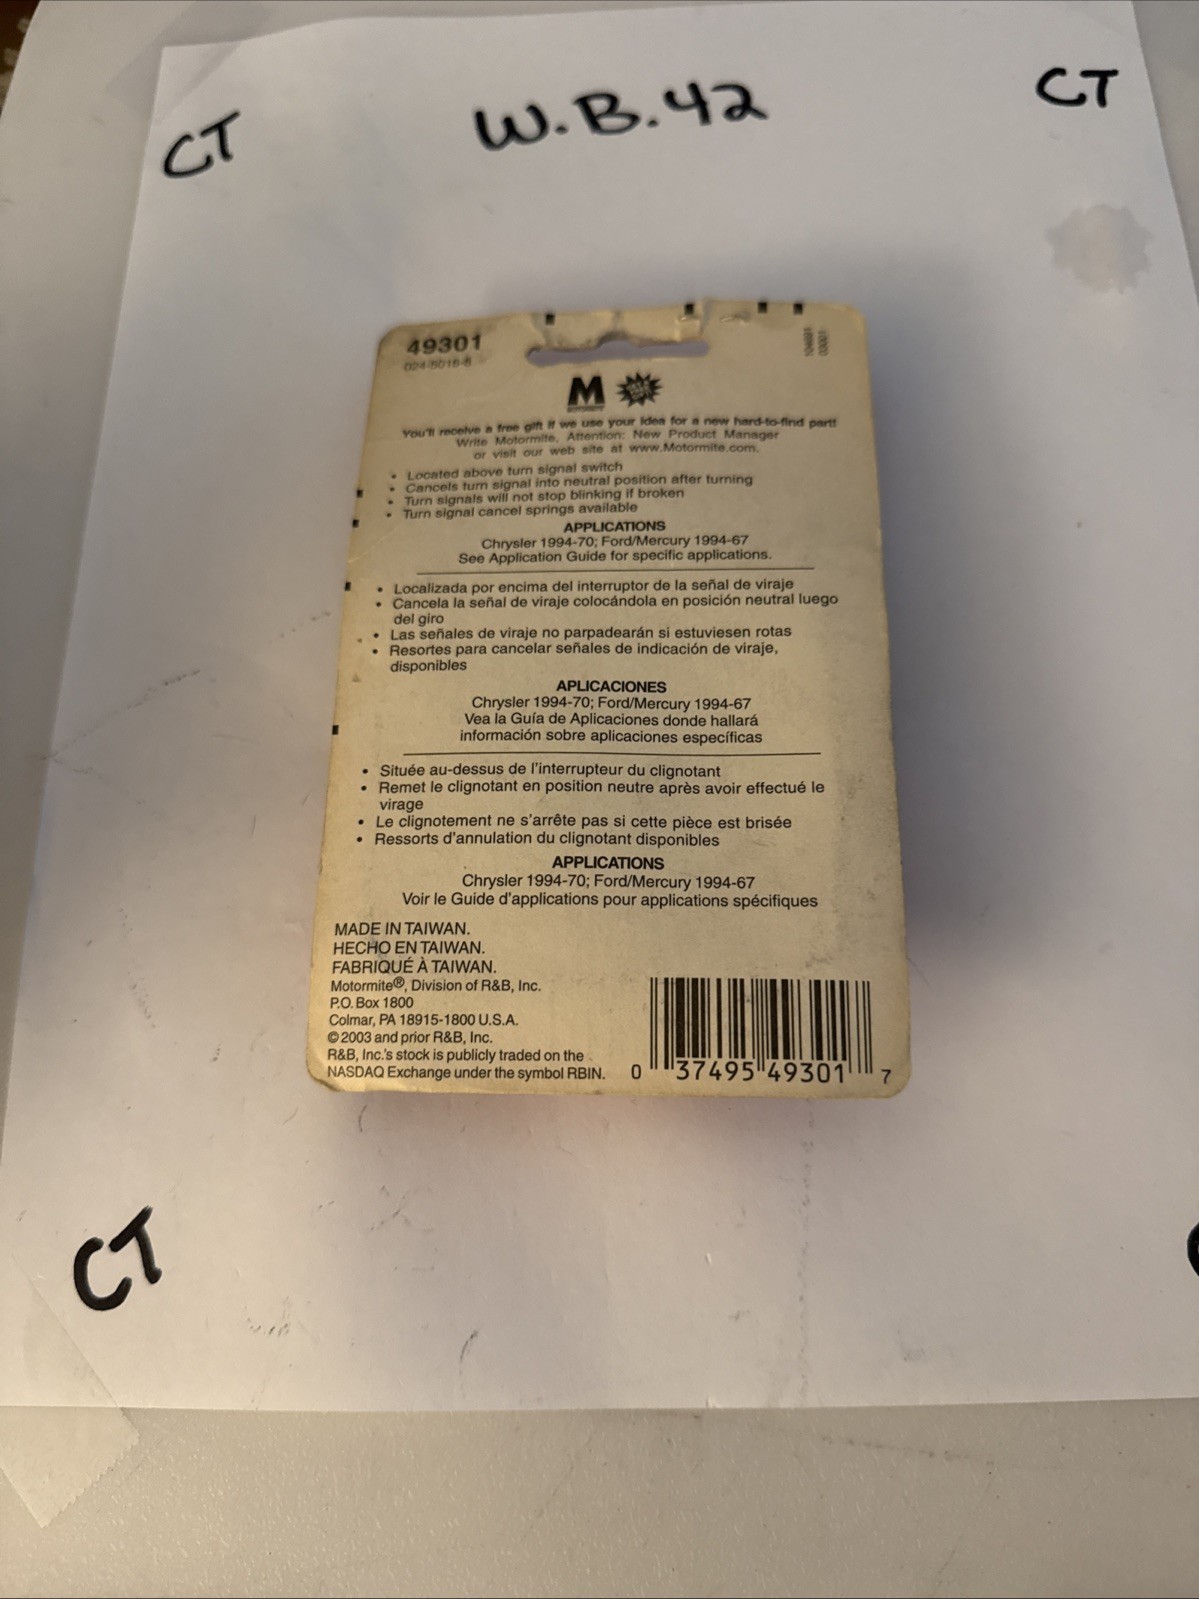 CT
W.B.42
CT
49301
024-5016-5
M
You'll receive a free gift if we use your idea for a new hard-to-find part!
Write Motormite, Attention: New Product Manager
or visit our web site at www.Motormite.com.
• Located above turn signal switch
• Cancels turn signal into neutral position after turning
• Turn signals will not stop blinking if broken
• Turn signal cancel springs available
APPLICATIONS
Chrysler 1994-70; Ford/Mercury 1994-67
See Application Guide for specific applications.
• Localizada por encima del interruptor de la señal de viraje
• Cancela la señal de viraje colocándola en posición neutral luego
del giro
• Las señales de viraje no parpadearán si estuviesen rotas
• Resortes para cancelar señales de indicación de viraje,
disponibles
APLICACIONES
Chrysler 1994-70; Ford/Mercury 1994-67
Vea la Guía de Aplicaciones donde hallará
información sobre aplicaciones específicas
• Située au-dessus de l'interrupteur du clignotant
• Remet le clignotant en position neutre après avoir effectué le
virage
• Le clignotement ne s'arrête pas si cette pièce est brisée
• Ressorts d'annulation du clignotant disponibles
APPLICATIONS
Chrysler 1994-70; Ford/Mercury 1994-67
Voir le Guide d'applications pour applications spécifiques
MADE IN TAIWAN.
HECHO EN TAIWAN.
FABRIQUÉ À TAIWAN.
Motormite®, Division of R&B, Inc.
P.O. Box 1800
Colmar, PA 18915-1800 U.S.A.
© 2003 and prior R&B, Inc.
R&B, Inc.'s stock is publicly traded on the
NASDAQ Exchange under the symbol RBIN.
0 37495 49301 7
CT